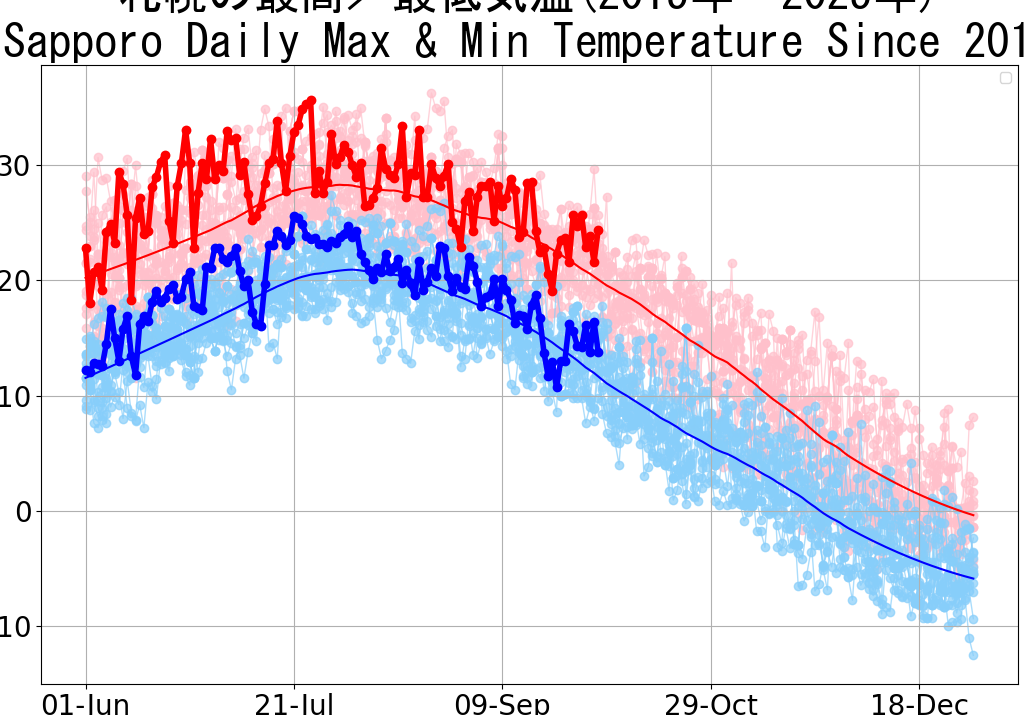 Sapporo Daily Max & Min Temperature Since 201
30
20
10
0
10
01-Jun
21-Jul
09-Sep
29-Oct
18-Dec